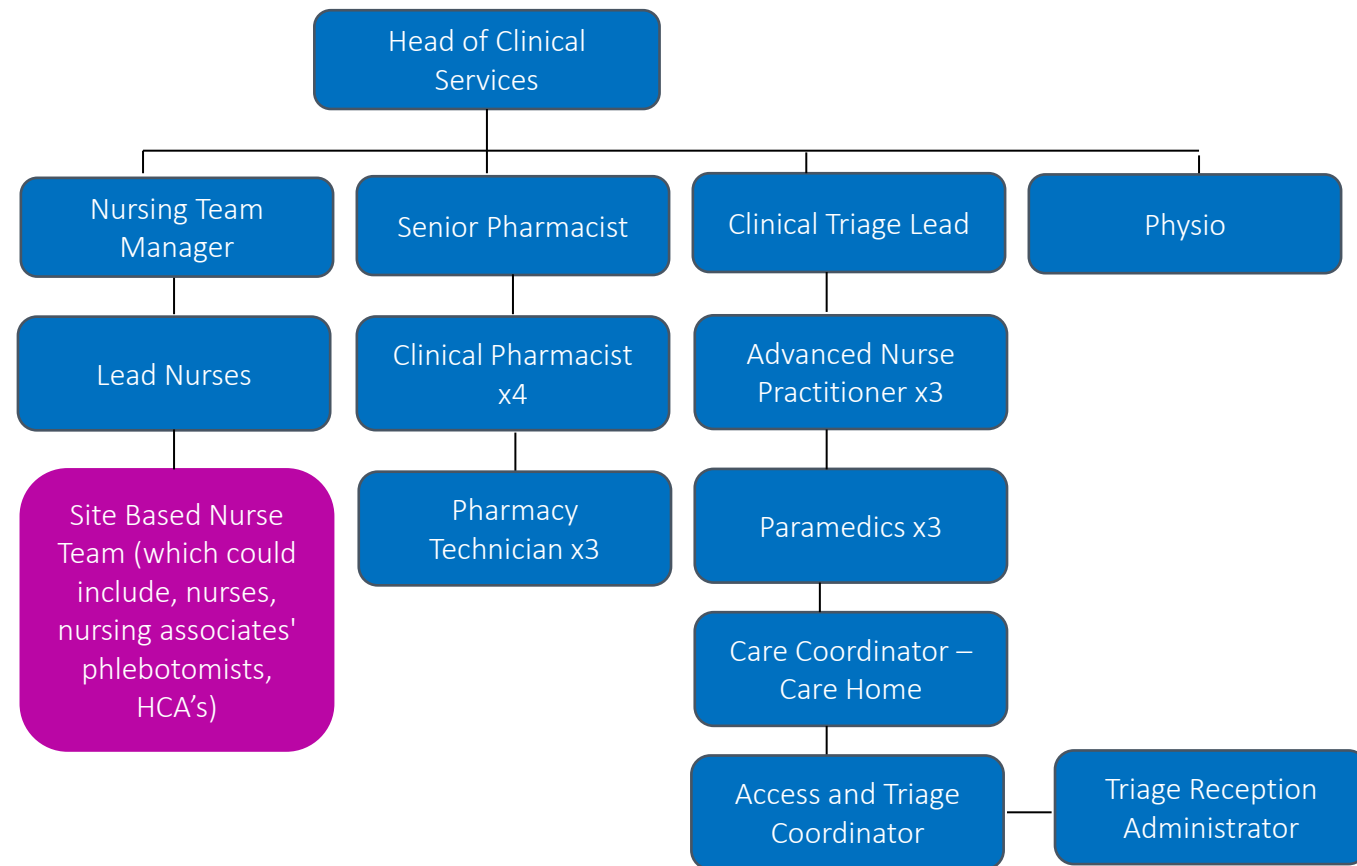 Head of Clinical
Services
Nursing Team
Manager
Senior Pharmacist
Clinical Triage Lead
Physio
Lead Nurses
Clinical Pharmacist
x4
Advanced Nurse
Practitioner x3
Site Based Nurse
Team (which could
include, nurses,
nursing associates'
phlebotomists,
HCA’s)
Pharmacy
Technician x3
Paramedics x3
Care Coordinator –
Care Home
Access and Triage
Coordinator
Triage Reception
Administrator